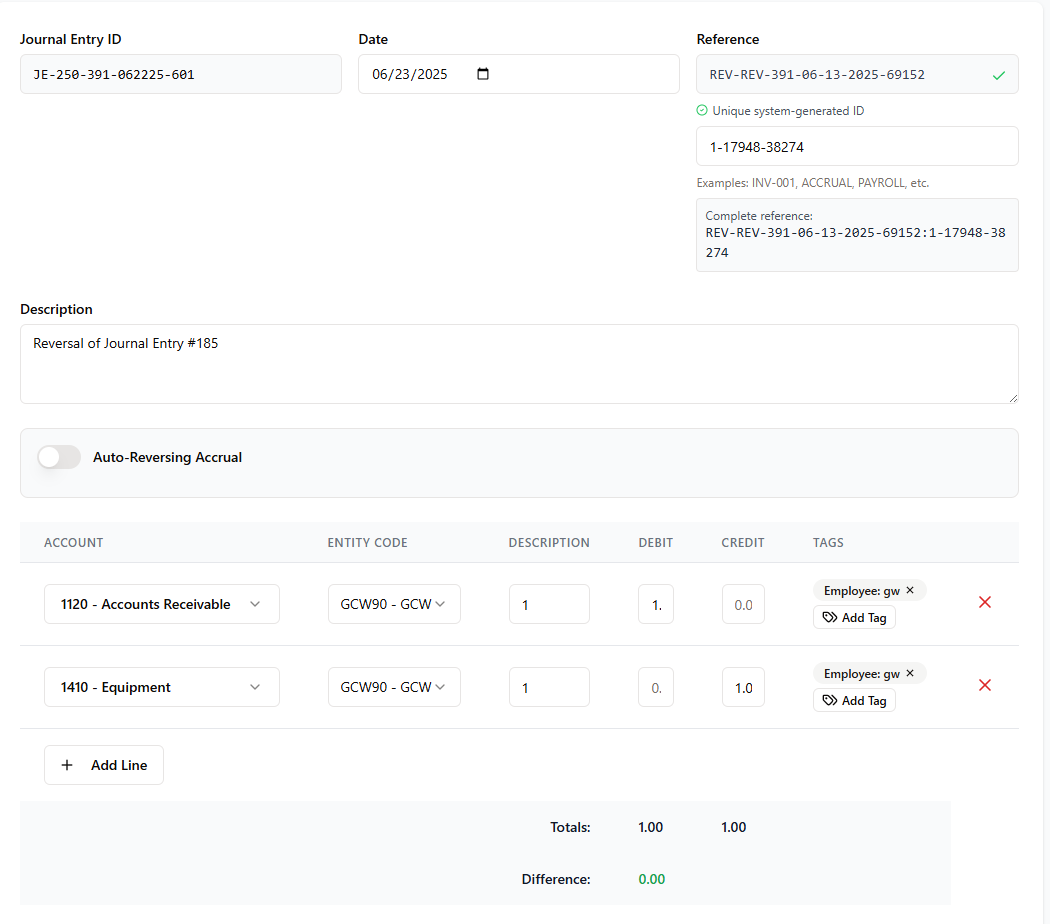 Journal Entry ID
Date
Reference
JE-250-391-062225-601
06/23/2025
REV-REV-391-06-13-2025-69152
Unique system-generated ID
1-17948-38274
Examples: INV-001, ACCRUAL, PAYROLL, etc.
Complete reference:
REV-REV-391-06-13-2025-69152:1-17948-38
274
Description
Reversal of Journal Entry #185
Auto-Reversing Accrual
ACCOUNT ENTITY CODE DESCRIPTION DEBIT CREDIT TAGS
1120 - Accounts Receivable GCW90 - GCW 1 1. 0.0 Employee: gw ×
Add Tag
1410 - Equipment GCW90 - GCW 1 0. 1.0 Employee: gw ×
Add Tag
+ Add Line
Totals: 1.00 1.00
Difference: 0.00